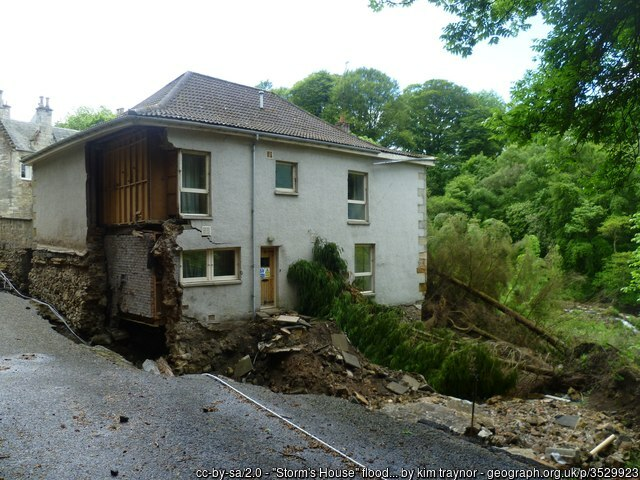 cc-by-sa/2.0 - "Storm's House" flood... by kim traynor - geograph.org.uk/p/3529923